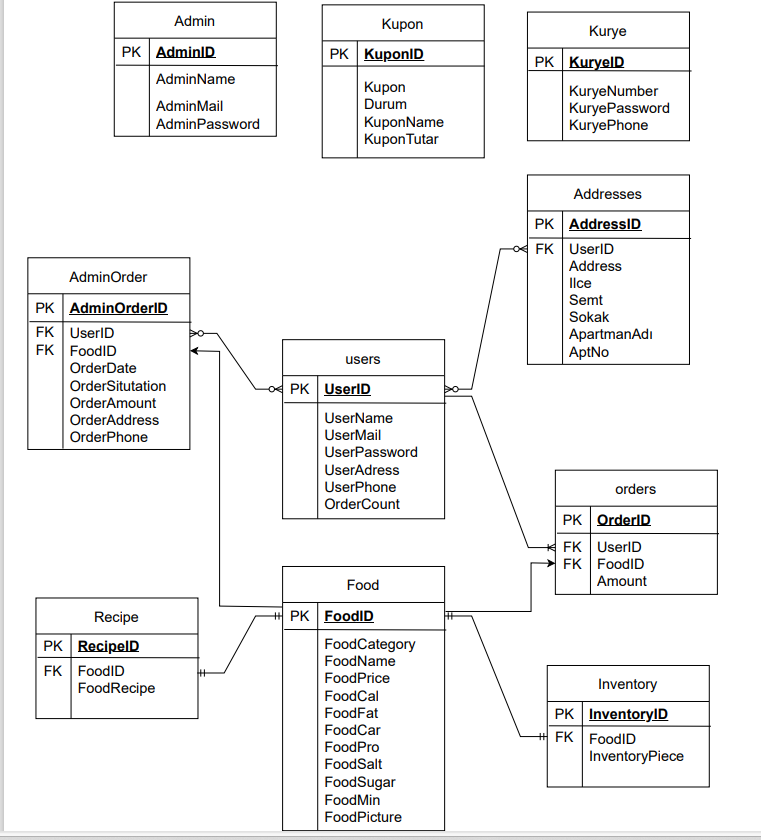 Admin
PK AdminID
AdminName
AdminMail
AdminPassword
Kupon
PK KuponID
Kupon
Durum
KuponName
KuponTutar
Kurye
PK KuryeID
KuryeNumber
KuryePassword
KuryePhone
Addresses
PK AddressID
FK UserID
Address
Ilce
Semt
Sokak
ApartmanAdı
AptNo
AdminOrder
PK AdminOrderID
FK UserID
FK FoodID
OrderDate
OrderSitutation
OrderAmount
OrderAddress
OrderPhone
users
PK UserID
UserName
UserMail
UserPassword
UserAdress
UserPhone
OrderCount
orders
PK OrderID
FK UserID
FK FoodID
Amount
Recipe
PK RecipeID
FK FoodID
FoodRecipe
Food
PK FoodID
FoodCategory
FoodName
FoodPrice
FoodCal
FoodFat
FoodCar
FoodPro
FoodSalt
FoodSugar
FoodMin
FoodPicture
Inventory
PK InventoryID
FK FoodID
InventoryPiece